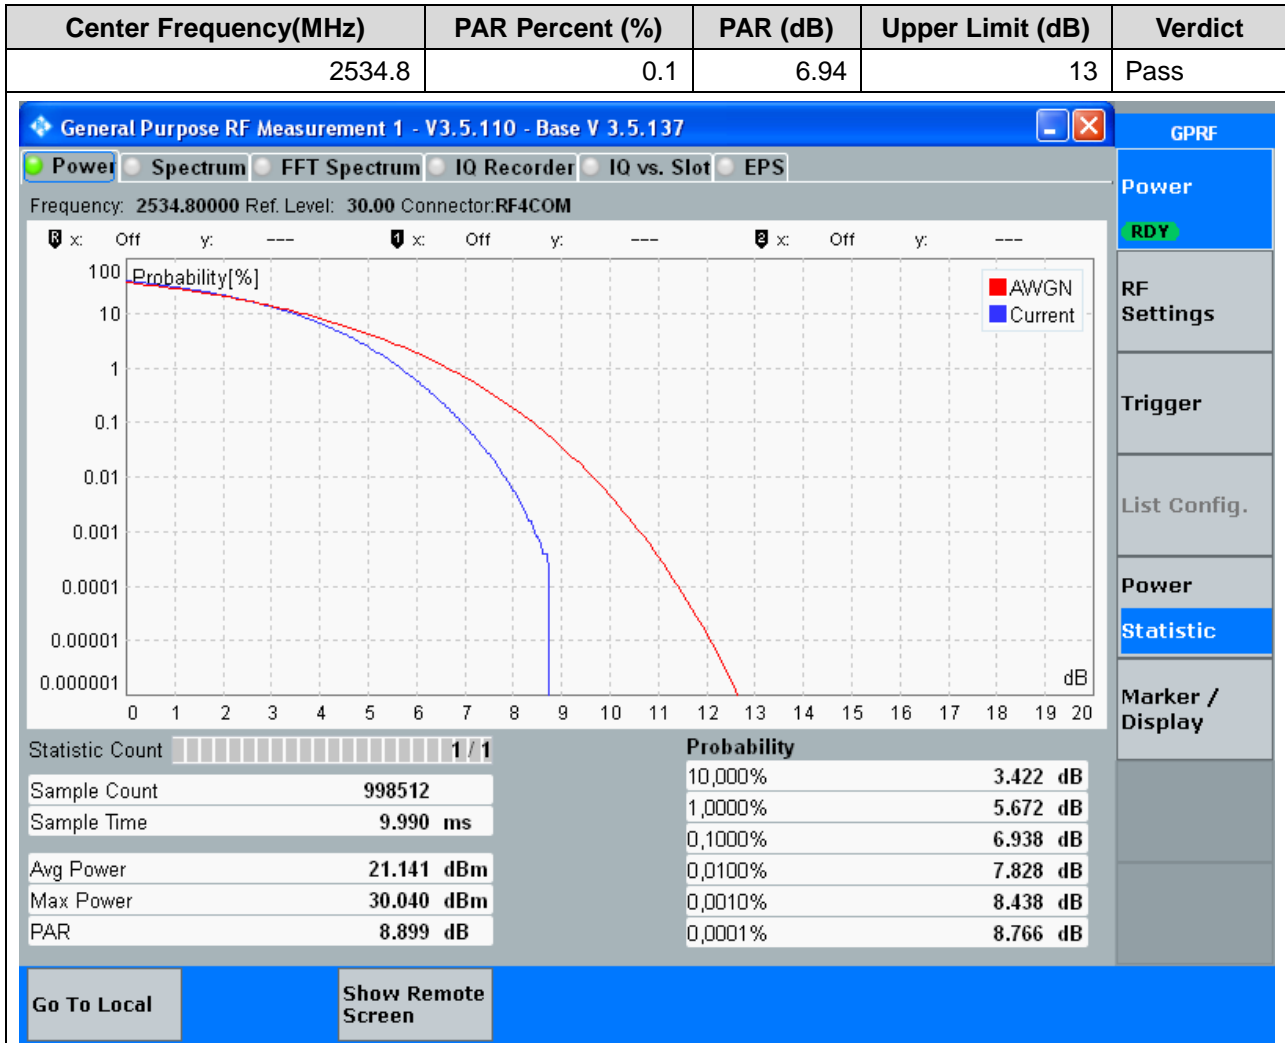 Center Frequency(MHz) PAR Percent (%) PAR (dB) Upper Limit (dB) Verdict
2534.8 0.1 6.94 13 Pass
General Purpose RF Measurement 1 - V3.5.110 - Base V 3.5.137
GPRF
Power Spectrum FFT Spectrum IQ Recorder IQ vs. Slot EPS
Frequency: 2534.80000 Ref. Level: 30.00 Connector:RF4COM
R x: Off y: --- 1 x: Off y: --- 2 x: Off y: ---
Probability[%]
AWGN
Current
100
10
1
0.1
0.01
0.001
0.0001
0.00001
0.000001
dB
0 1 2 3 4 5 6 7 8 9 10 11 12 13 14 15 16 17 18 19 20
Statistic Count 1 / 1
Sample Count 998512
Sample Time 9.990 ms
Avg Power 21.141 dBm
Max Power 30.040 dBm
PAR 8.899 dB
Probability
10,000% 3.422 dB
1,0000% 5.672 dB
0,1000% 6.938 dB
0,0100% 7.828 dB
0,0010% 8.438 dB
0,0001% 8.766 dB
Power
RDY
RF
Settings
Trigger
List Config.
Power
Statistic
Marker /
Display
Go To Local
Show Remote
Screen